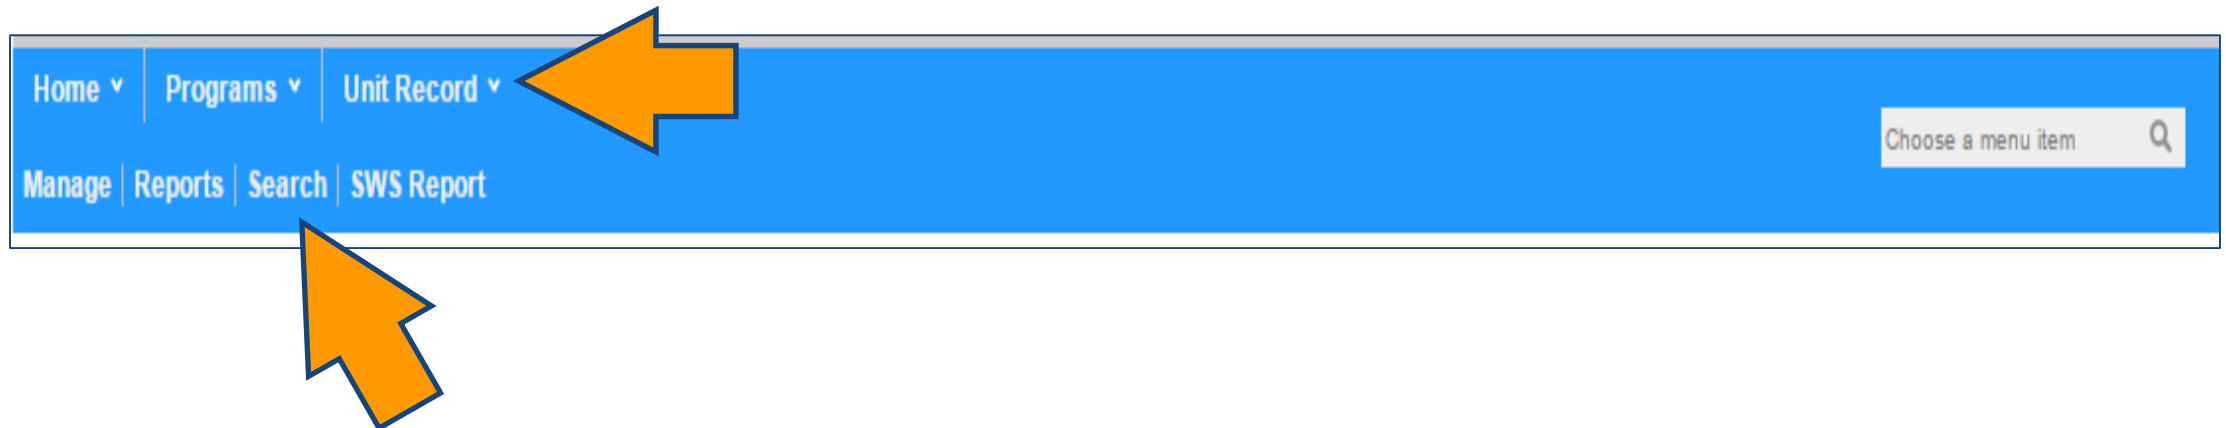 Home Programs Unit Record
Choose a menu item
Manage Reports Search SWS Report